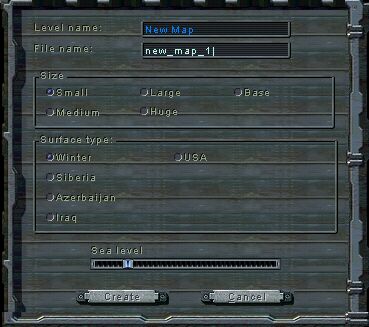 Level name: New Map
File name: new_map_1
Size
Small Large Base
Medium Huge
Surface type:
Winter USA
Siberia
Azerbaijan
Iraq
Sea level
Create Cancel